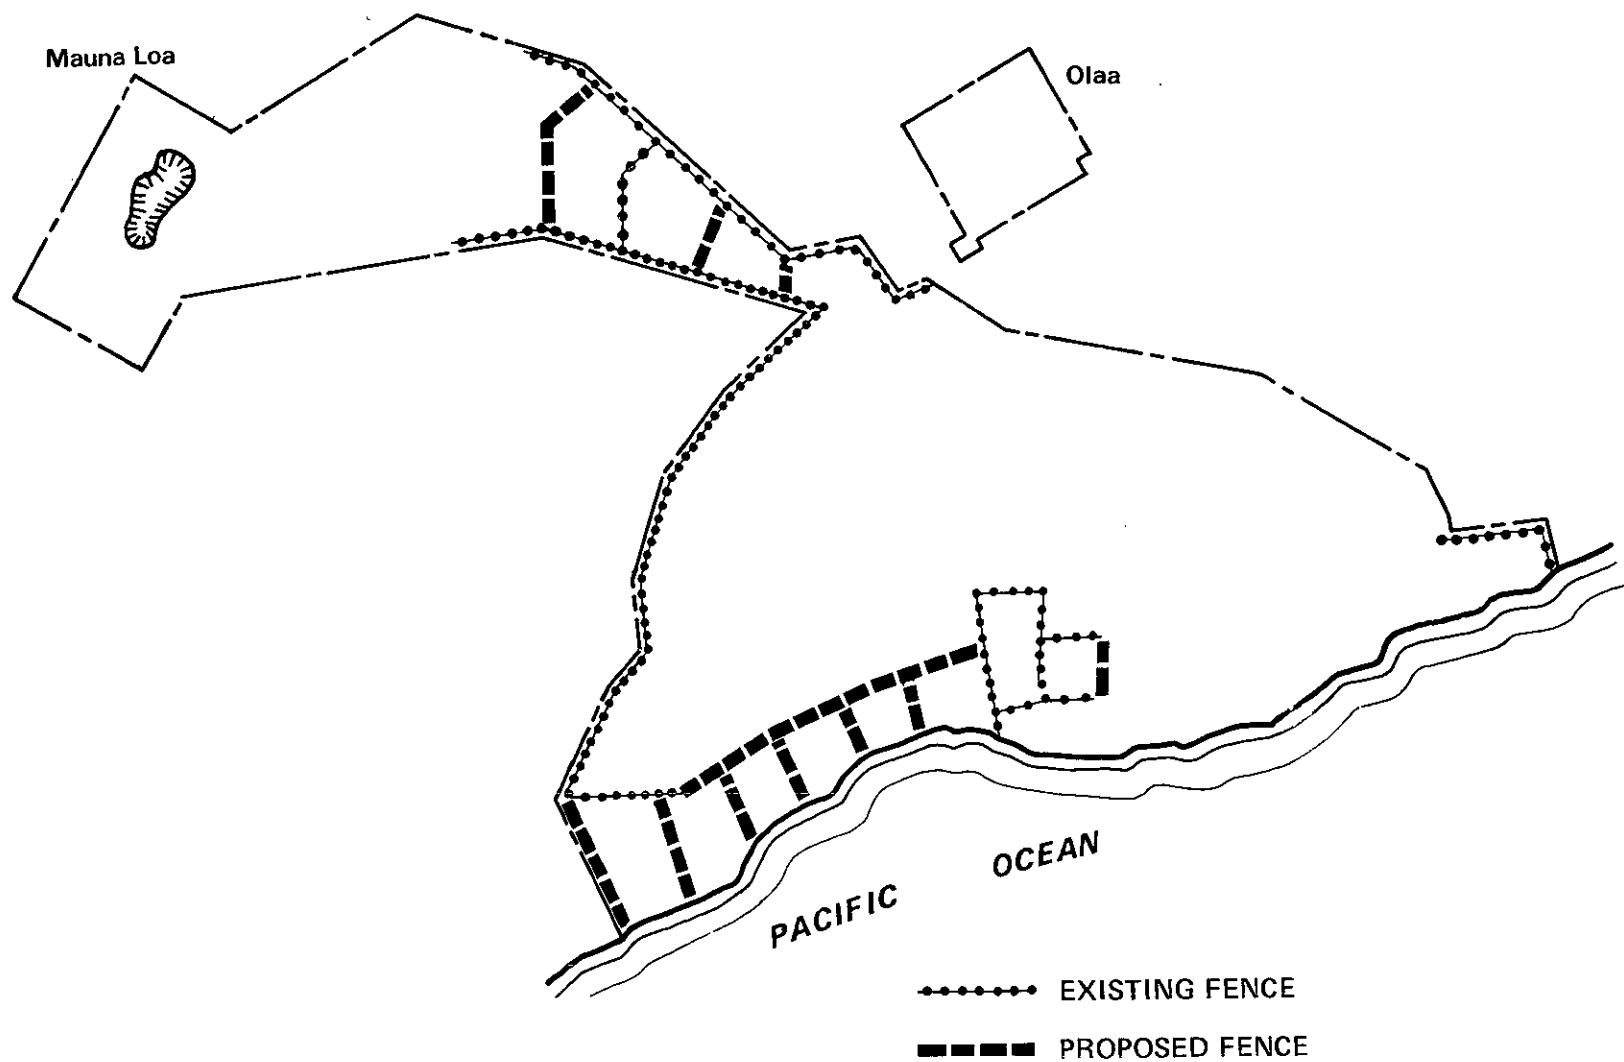 Mauna Loa
Olaa
PACIFIC OCEAN
EXISTING FENCE
PROPOSED FENCE